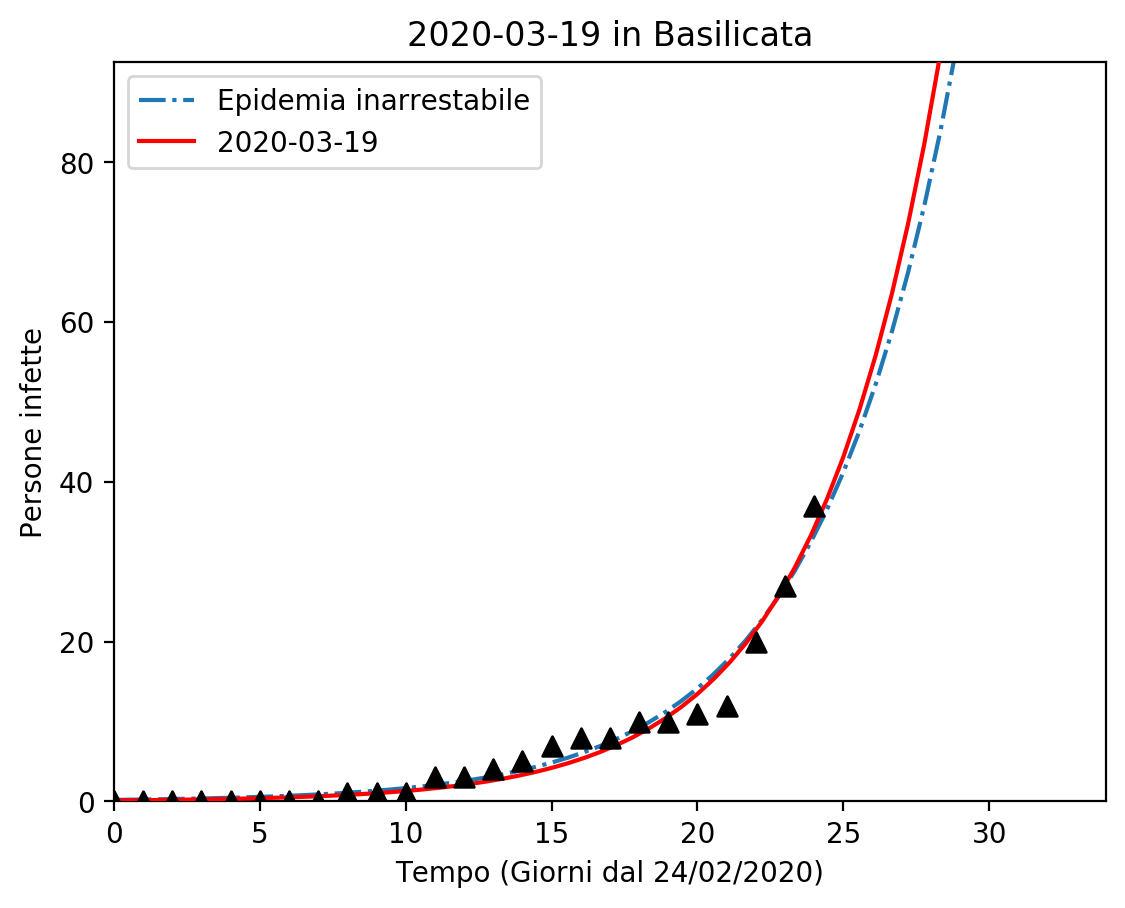 2020-03-19 in Basilicata
Epidemia inarrestabile
2020-03-19
Persone infette
80
60
40
20
0
0 5 10 15 20 25 30
Tempo (Giorni dal 24/02/2020)